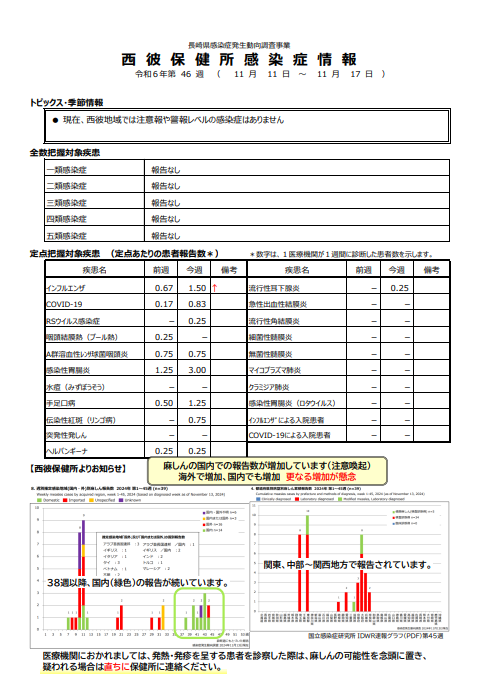 長崎県感染症発生動向調査事業
西彼保健所感染症情報
令和6年第 46 週 （ 11 月 11 日 ～ 11 月 17 日 ）
トピックス・季節情報
● 現在、西彼地域では注意報や警報レベルの感染症はありません
全数把握対象疾患
一類感染症 報告なし
二類感染症 報告なし
三類感染症 報告なし
四類感染症 報告なし
五類感染症 報告なし
定点把握対象疾患 （定点あたりの患者報告数＊） ＊数字は、1医療機関が1週間に診断した患者数を示します。
疾患名 前週 今週 備考 疾患名 前週 今週 備考
インフルエンザ 0.67 1.50 ↑ 流行性耳下腺炎 － 0.25
COVID-19 0.17 0.83 急性出血性結膜炎 － －
RSウイルス感染症 － 0.25 流行性角結膜炎 － －
咽頭結膜熱（プール熱） 0.25 － 細菌性髄膜炎 － －
A群溶血性レンサ球菌咽頭炎 0.75 0.75 無菌性髄膜炎 － －
感染性胃腸炎 1.25 3.00 マイコプラズマ肺炎 － －
水痘（みずぼうそう） － － クラミジア肺炎 － －
手足口病 0.50 1.25 感染性胃腸炎（ロタウイルス） － －
伝染性紅斑（リンゴ病） － 0.75 インフルエンザによる入院患者 － －
突発性発しん － － COVID-19による入院患者 － －
ヘルパンギーナ 0.25 0.25
【西彼保健所よりお知らせ】
麻しんの国内での報告数が増加しています（注意喚起）
海外で増加、国内でも増加 更なる増加が懸念
Weekly measles cases by acquired region, week 1-45, 2024 (based on diagnosed week as of November 13, 2024)
Domestic Imported Unspecified Unknown
38週以降、国内（緑色）の報告が続いています。
関東、中部～関西地方で報告されています。
国立感染症研究所 IDWR速報グラフ(PDF)第45週
医療機関におかれましては、発熱・発疹を呈する患者を診察した際は、麻しんの可能性を念頭に置き、
疑われる場合は直ちに保健所に連絡ください。